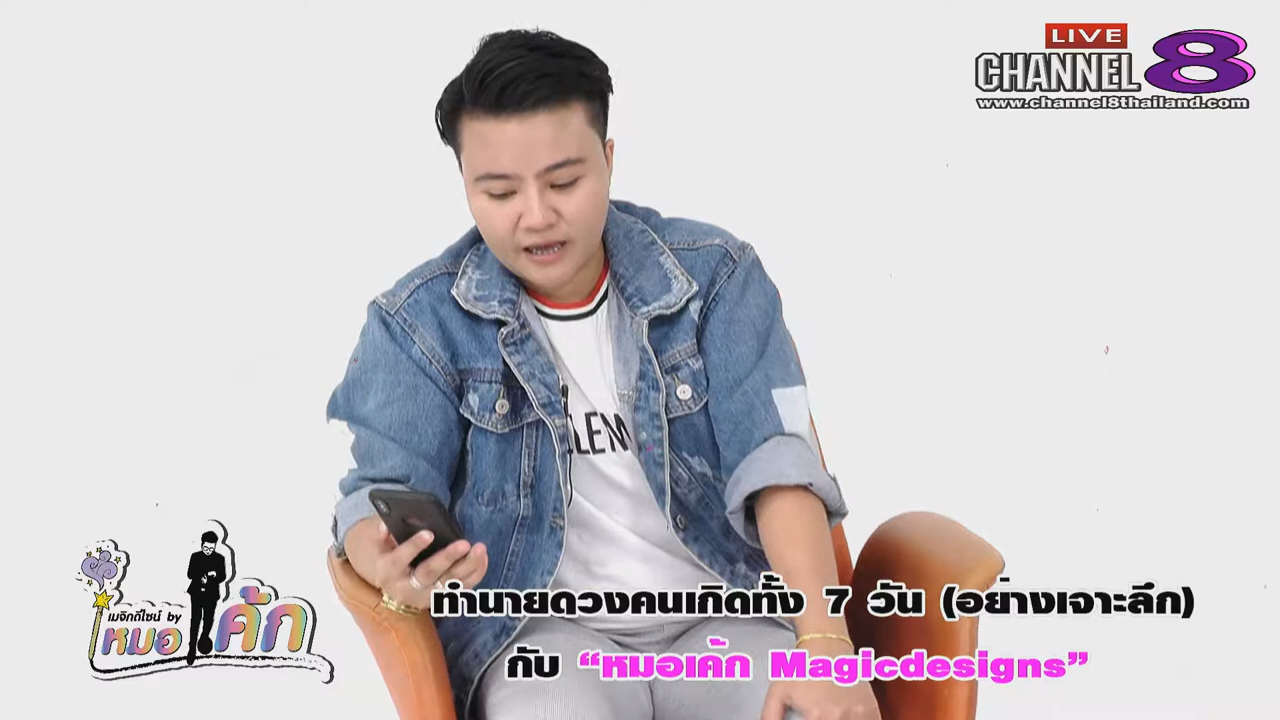 LIVE
CHANNEL 8
www.channel8thailand.com
LEM
เมจิกดีไซน์ by
หมอ เค้ก
ทำนายดวงคนเกิดทั้ง 7 วัน (อย่างเจาะลึก)
กับ “หมอเค้ก Magicdesigns”